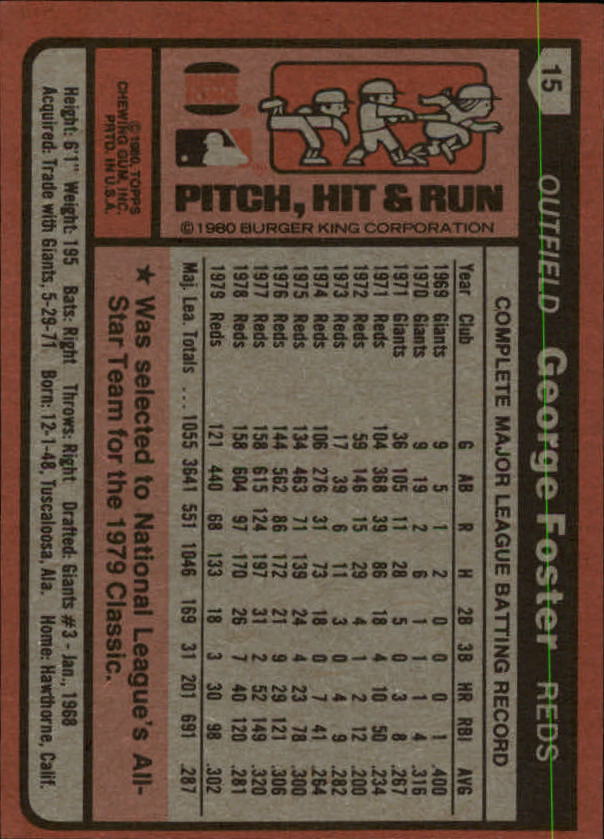 15
OUTFIELD George Foster REDS
COMPLETE MAJOR LEAGUE BATTING RECORD
Year Club G AB R H 2B 3B HR RBI AVG
1969 Giants 9 5 1 2 0 0 0 1 .400
1970 Giants 9 19 2 6 1 1 1 4 .316
1971 Giants 36 105 11 28 5 0 3 8 .267
1971 Reds 104 368 39 86 18 4 10 50 .234
1972 Reds 59 146 15 29 4 1 2 12 .200
1973 Reds 17 39 6 11 3 0 4 9 .282
1974 Reds 106 276 31 73 18 0 7 41 .264
1975 Reds 134 463 71 139 24 4 23 78 .300
1976 Reds 144 562 86 172 21 9 29 121 .306
1977 Reds 158 615 124 197 31 2 52 149 .320
1978 Reds 158 604 97 170 26 7 40 120 .281
1979 Reds 121 440 68 133 18 3 30 98 .302
Maj. Lea. Totals . . . 1055 3641 551 1046 169 31 201 691 .287
PITCH, HIT & RUN
©1980 BURGER KING CORPORATION
★ Was selected to National League's All-
Star Team for the 1979 Classic.
© 1980, TOPPS
CHEWING GUM, INC.
PRTD. IN U.S.A.
Height: 6'1" Weight: 195 Bats: Right Throws: Right Drafted: Giants #3 - Jan., 1968
Acquired: Trade with Giants, 5-29-71 Born: 12-1-48, Tuscaloosa, Ala. Home: Hawthorne, Calif.